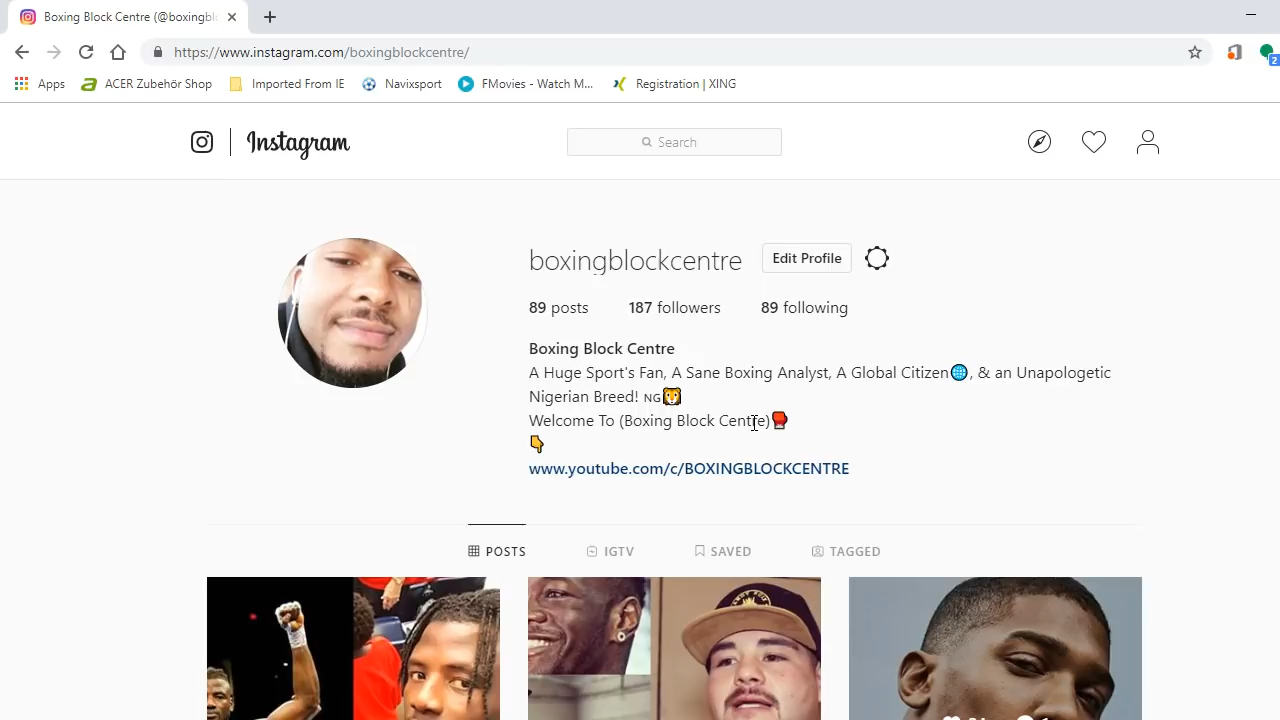 Boxing Block Centre (@boxingbl
https://www.instagram.com/boxingblockcentre/
2
Apps ACER Zubehör Shop Imported From IE Navixsport FMovies - Watch M... Registration | XING
Instagram Search
boxingblockcentre Edit Profile
89 posts 187 followers 89 following
Boxing Block Centre
A Huge Sport's Fan, A Sane Boxing Analyst, A Global Citizen🌐, & an Unapologetic
Nigerian Breed! NG🐯
Welcome To (Boxing Block Centre)🥊
👇
www.youtube.com/c/BOXINGBLOCKCENTRE
POSTS IGTV SAVED TAGGED